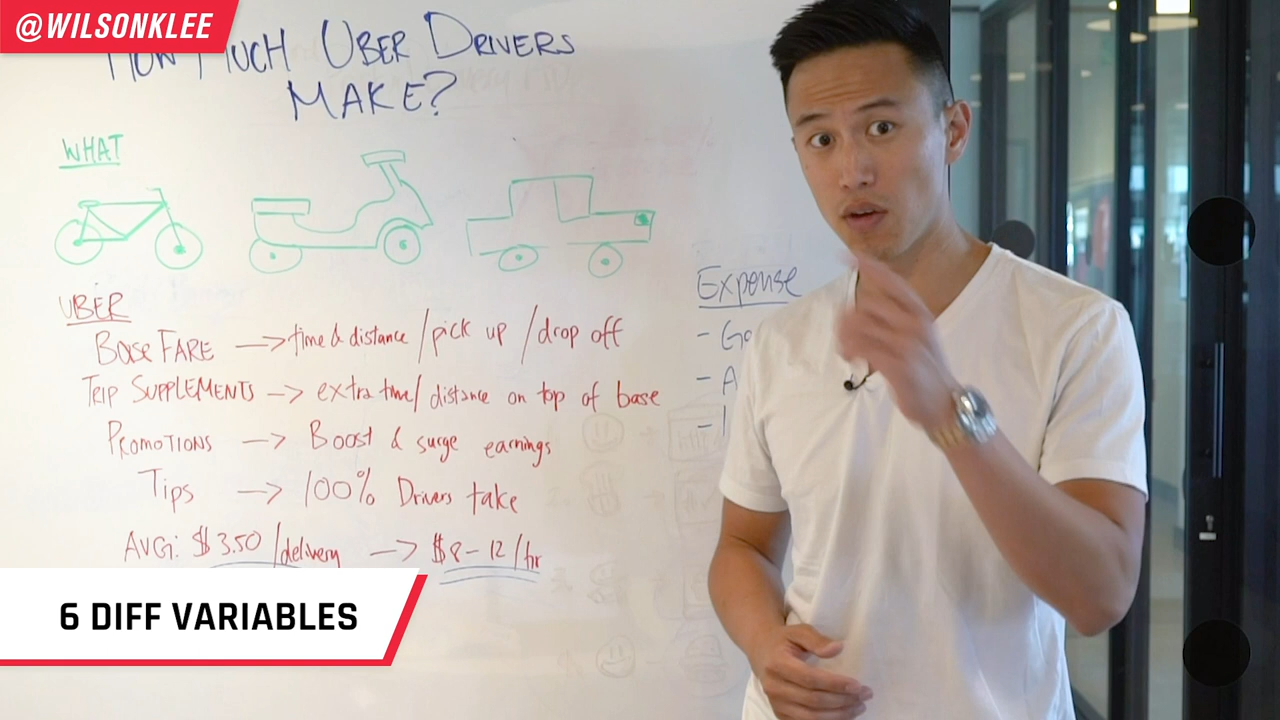 @WILSONKLEE
HOW MUCH UBER DRIVERS
MAKE?
WHAT
UBER
BASE FARE → time & distance / pick up / drop off
TRIP SUPPLEMENTS → extra time / distance on top of base
PROMOTIONS → Boost & surge earnings
Tips → 100% Drivers take
AVG: $3.50 / delivery → $8 - 12 / hr
Expense
- G
- A
6 DIFF VARIABLES